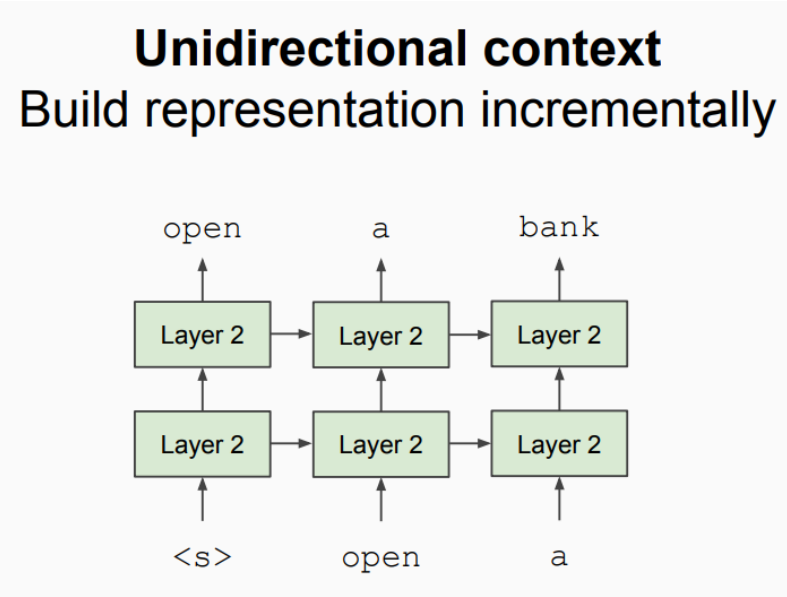 Unidirectional context
Build representation incrementally
open a bank
Layer 2 Layer 2 Layer 2
Layer 2 Layer 2 Layer 2
<s> open a